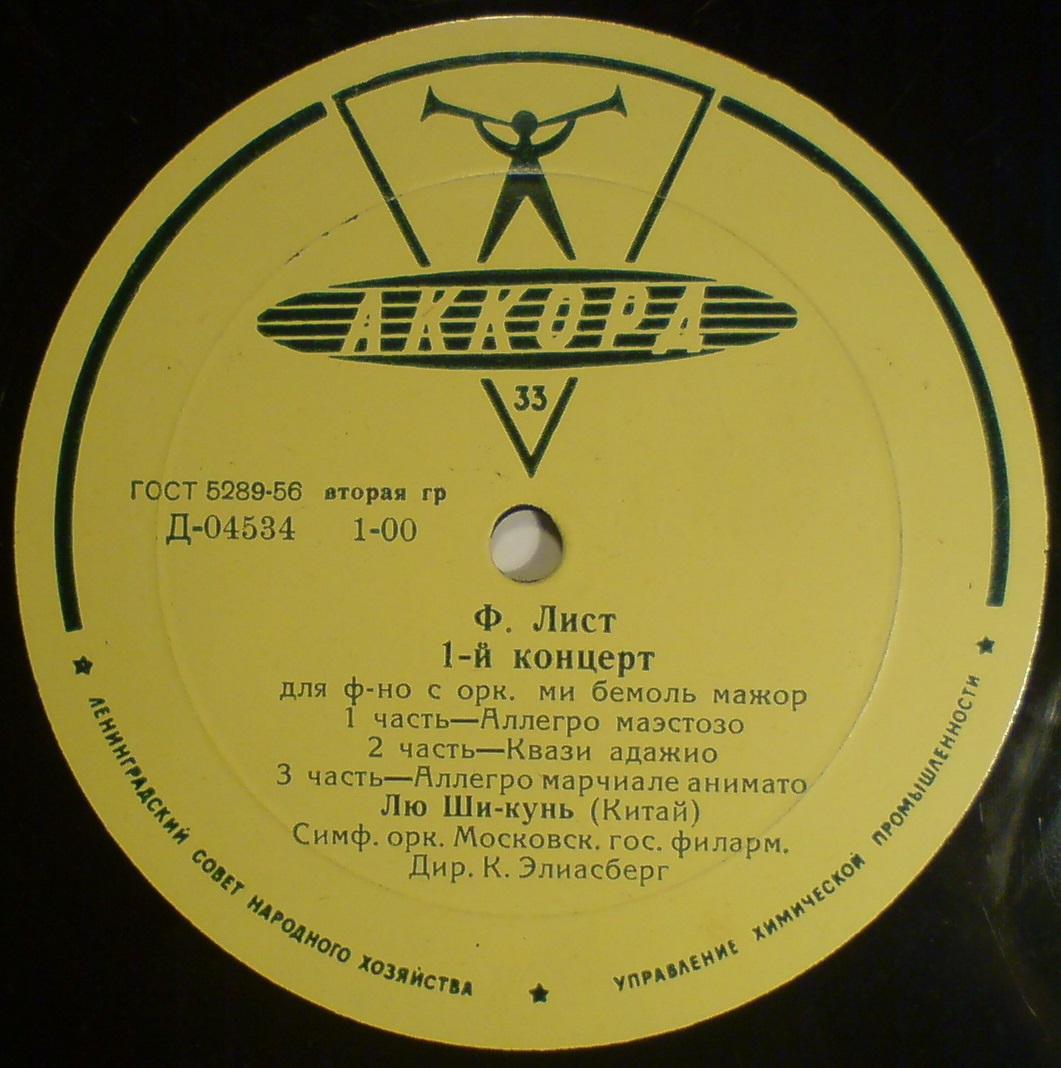 АККОРД
33
ГОСТ 5289-56 вторая гр
Д-04534 1-00
Ф. Лист
1-й концерт
для ф-но с орк. ми бемоль мажор
1 часть—Аллегро маэстозо
2 часть—Квази адажио
3 часть—Аллегро марчиале анимато
Лю Ши-кунь (Китай)
Симф. орк. Московск. гос. филарм.
Дир. К. Элиасберг
ЛЕНИНГРАДСКИЙ СОВЕТ НАРОДНОГО ХОЗЯЙСТВА
УПРАВЛЕНИЕ ХИМИЧЕСКОЙ ПРОМЫШЛЕННОСТИ